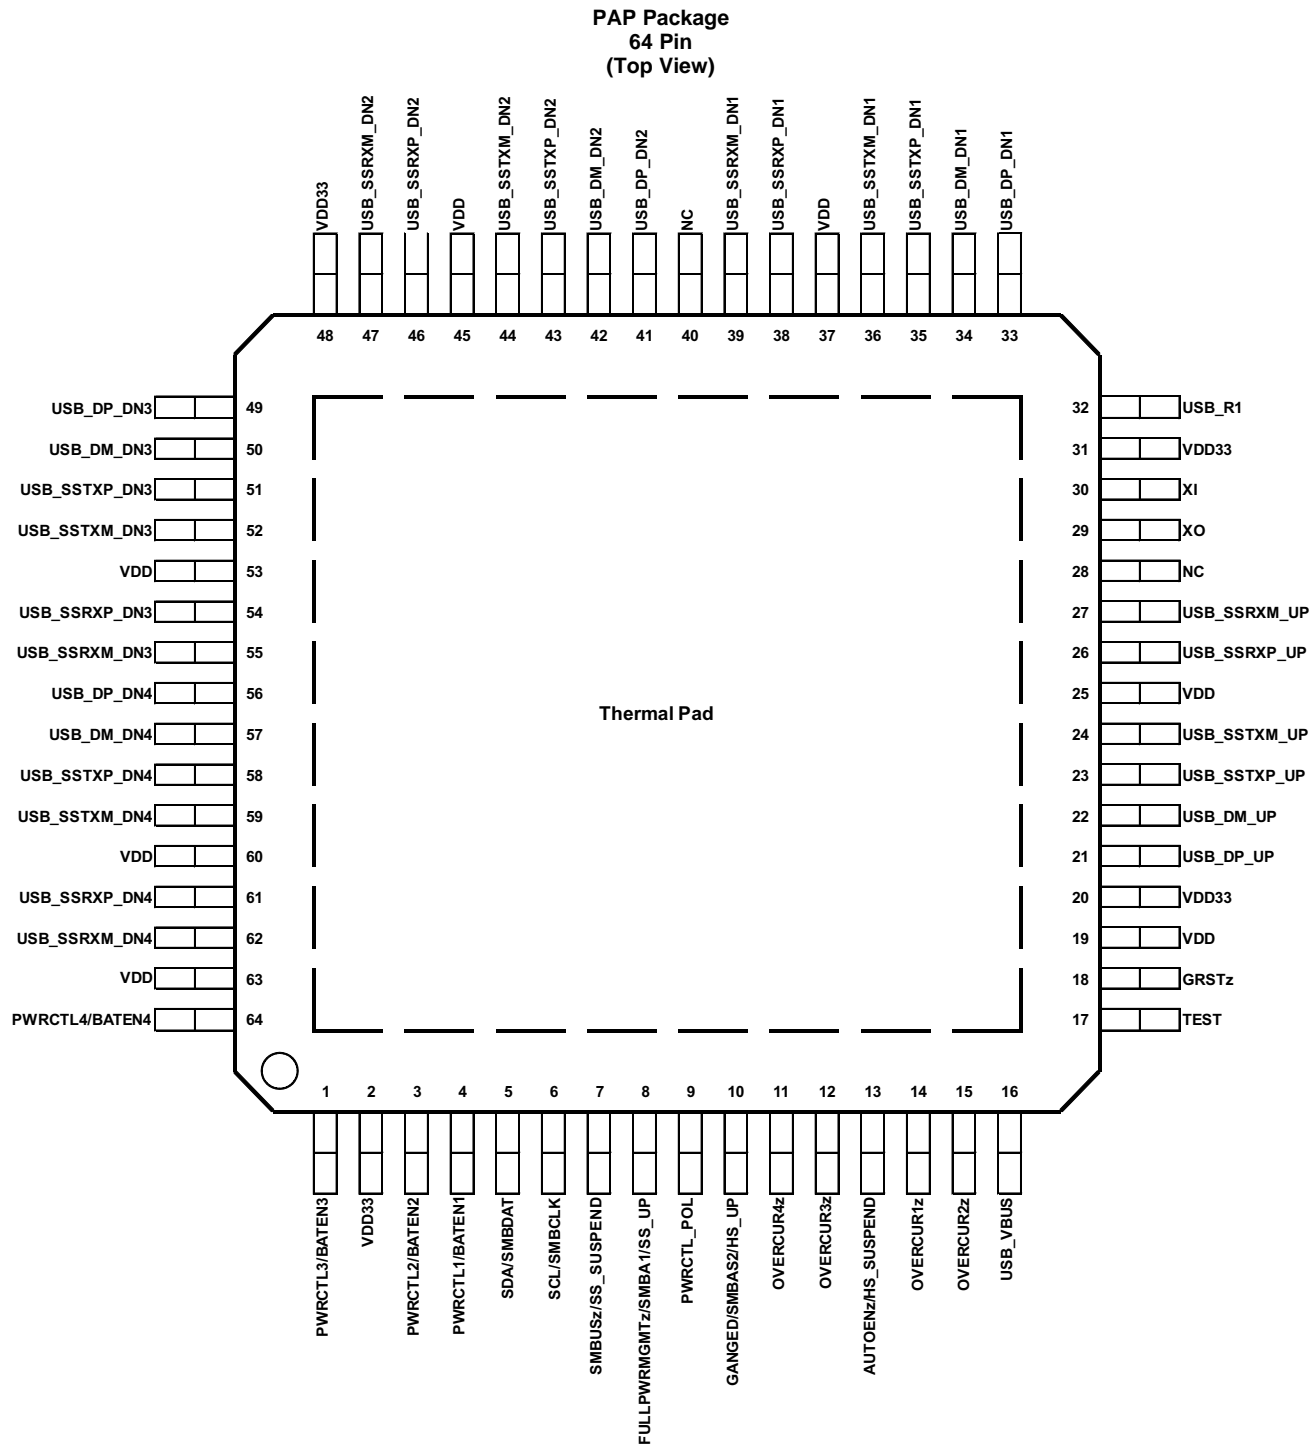 PAP Package
64 Pin
(Top View)
VDD33
USB_SSRXM_DN2
USB_SSRXP_DN2
VDD
USB_SSTXM_DN2
USB_SSTXP_DN2
USB_DM_DN2
USB_DP_DN2
NC
USB_SSRXM_DN1
USB_SSRXP_DN1
VDD
USB_SSTXM_DN1
USB_SSTXP_DN1
USB_DM_DN1
USB_DP_DN1
48 47 46 45 44 43 42 41 40 39 38 37 36 35 34 33
USB_DP_DN3 49
USB_DM_DN3 50
USB_SSTXP_DN3 51
USB_SSTXM_DN3 52
VDD 53
USB_SSRXP_DN3 54
USB_SSRXM_DN3 55
USB_DP_DN4 56
USB_DM_DN4 57
USB_SSTXP_DN4 58
USB_SSTXM_DN4 59
VDD 60
USB_SSRXP_DN4 61
USB_SSRXM_DN4 62
VDD 63
PWRCTL4/BATEN4 64
Thermal Pad
32 USB_R1
31 VDD33
30 XI
29 XO
28 NC
27 USB_SSRXM_UP
26 USB_SSRXP_UP
25 VDD
24 USB_SSTXM_UP
23 USB_SSTXP_UP
22 USB_DM_UP
21 USB_DP_UP
20 VDD33
19 VDD
18 GRSTz
17 TEST
1 2 3 4 5 6 7 8 9 10 11 12 13 14 15 16
PWRCTL3/BATEN3
VDD33
PWRCTL2/BATEN2
PWRCTL1/BATEN1
SDA/SMBDAT
SCL/SMBCLK
SMBUSz/SS_SUSPEND
FULLPWRMGMTz/SMBA1/SS_UP
PWRCTL_POL
GANGED/SMBAS2/HS_UP
OVERCUR4z
OVERCUR3z
AUTOENz/HS_SUSPEND
OVERCUR1z
OVERCUR2z
USB_VBUS